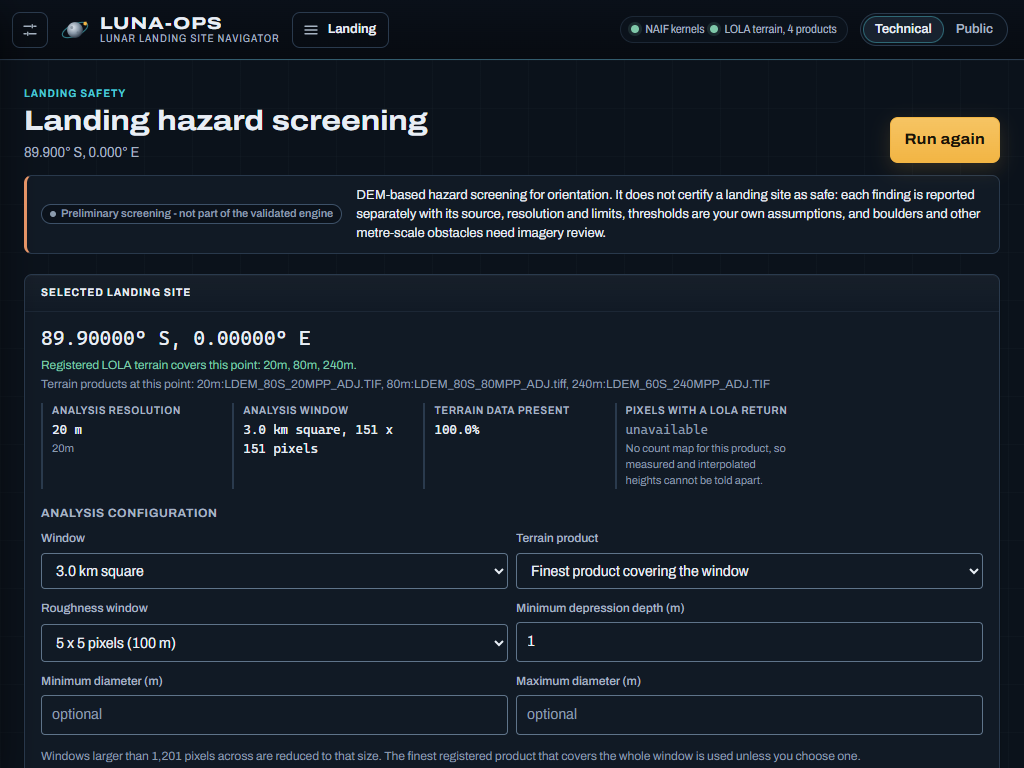 LUNA-OPS
LUNAR LANDING SITE NAVIGATOR
Landing
NAIF kernels
LOLA terrain, 4 products
Technical
Public
LANDING SAFETY
Landing hazard screening
89.900° S, 0.000° E
Run again
Preliminary screening - not part of the validated engine
DEM-based hazard screening for orientation. It does not certify a landing site as safe: each finding is reported
separately with its source, resolution and limits, thresholds are your own assumptions, and boulders and other
metre-scale obstacles need imagery review.
SELECTED LANDING SITE
89.90000° S, 0.00000° E
Registered LOLA terrain covers this point: 20m, 80m, 240m.
Terrain products at this point: 20m:LDEM_80S_20MPP_ADJ.TIF, 80m:LDEM_80S_80MPP_ADJ.tiff, 240m:LDEM_60S_240MPP_ADJ.TIF
ANALYSIS RESOLUTION
20 m
20m
ANALYSIS WINDOW
3.0 km square, 151 x
151 pixels
TERRAIN DATA PRESENT
100.0%
PIXELS WITH A LOLA RETURN
unavailable
No count map for this product, so
measured and interpolated
heights cannot be told apart.
ANALYSIS CONFIGURATION
Window
3.0 km square
Terrain product
Finest product covering the window
Roughness window
5 x 5 pixels (100 m)
Minimum depression depth (m)
1
Minimum diameter (m)
optional
Maximum diameter (m)
optional
Windows larger than 1,201 pixels across are reduced to that size. The finest registered product that covers the whole window is used unless you choose one.